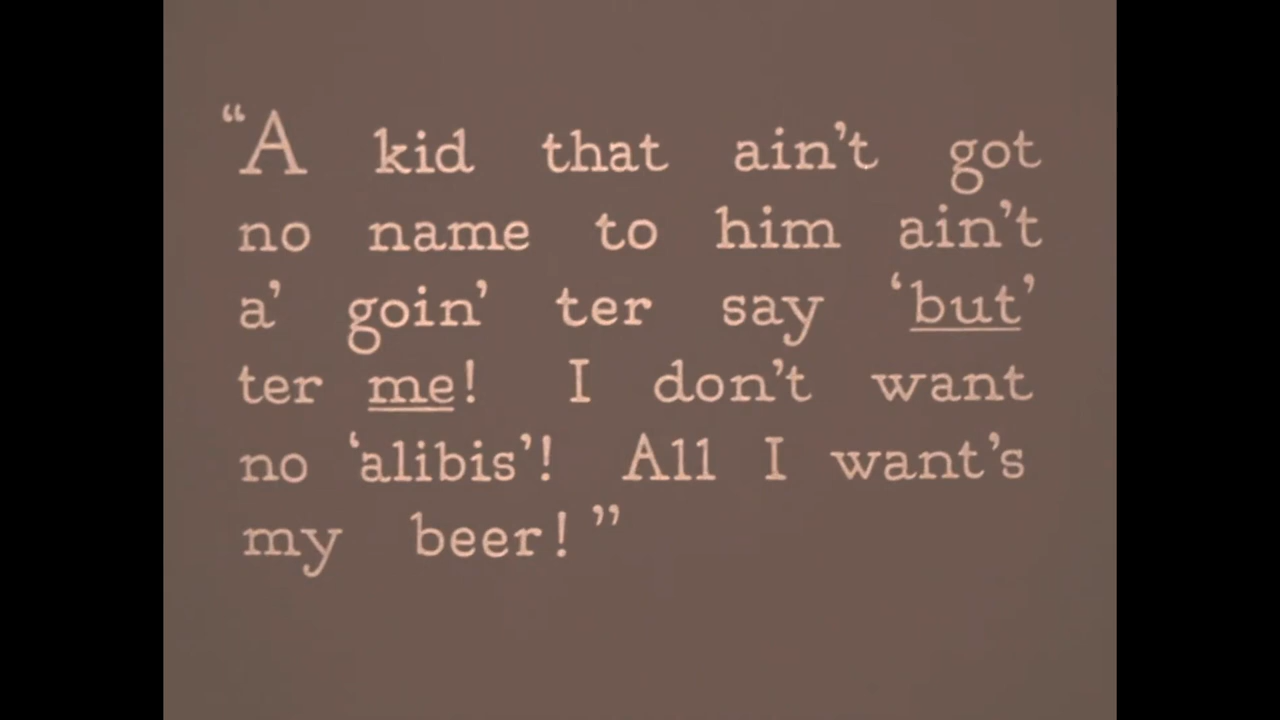 “A kid that ain’t got
no name to him ain’t
a’ goin’ ter say ‘but’
ter me! I don’t want
no ‘alibis’! All I want’s
my beer!”